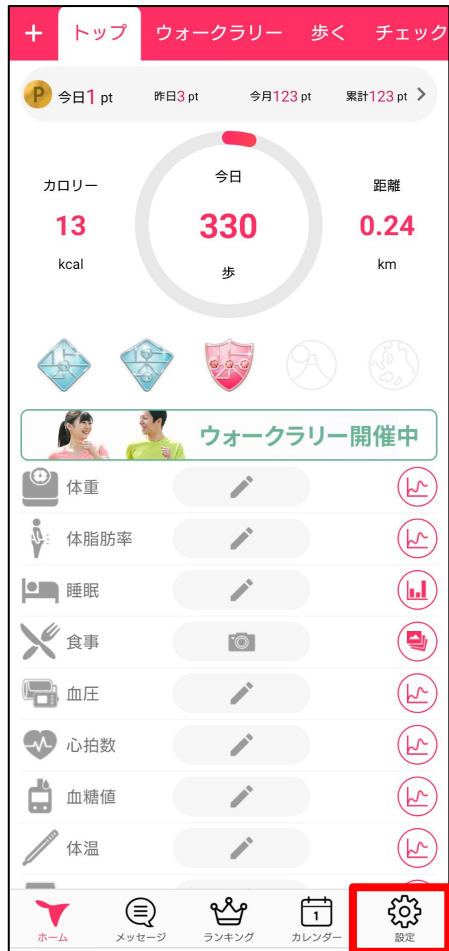 + トップ ウォークラリー 歩く チェック
P 今日1 pt 昨日3 pt 今月123 pt 累計123 pt >
カロリー 今日 距離
13 330 0.24
kcal 歩 km
ウォークラリー開催中
体重
体脂肪率
睡眠
食事
血圧
心拍数
血糖値
体温
1
ホーム メッセージ ランキング カレンダー 設定